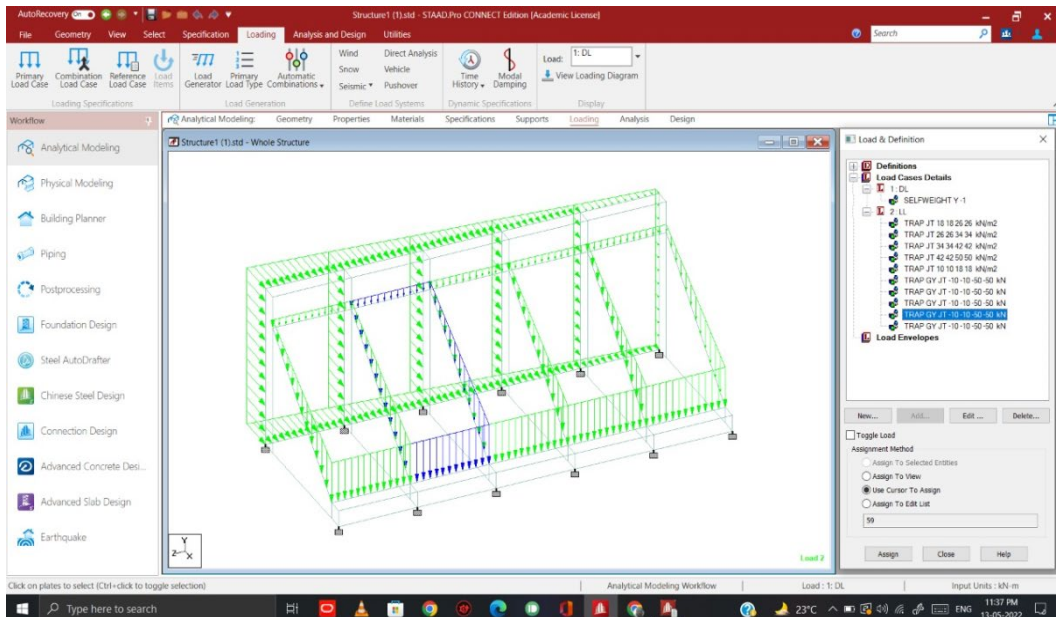 AutoRecovery ON
Structure1 (1).std - STAAD.Pro CONNECT Edition [Academic License]
File Geometry View Select Specification Loading Analysis and Design Utilities Search
Primary Load Case
Combination Load Case
Reference Load Case
Load Items
Load Generator
Primary Load Type
Automatic Combinations
Wind
Snow
Seismic
Direct Analysis
Vehicle
Pushover
Time History
Modal Damping
Load: 1: DL
View Loading Diagram
Loading Specifications Load Generation Define Load Systems Dynamic Specifications Display
Workflow
Analytical Modeling: Geometry Properties Materials Specifications Supports Loading Analysis Design
Analytical Modeling
Physical Modeling
Building Planner
Piping
Postprocessing
Foundation Design
Steel AutoDrafter
Chinese Steel Design
Connection Design
Advanced Concrete Desi...
Advanced Slab Design
Earthquake
Structure1 (1).std - Whole Structure
Y
Z X
Load 2
Load & Definition
Definitions
Load Cases Details
1: DL
SELFWEIGHT Y -1
2: LL
TRAP JT 18 18 26 26 kN/m2
TRAP JT 26 26 34 34 kN/m2
TRAP JT 34 34 42 42 kN/m2
TRAP JT 42 42 50 50 kN/m2
TRAP JT 10 10 18 18 kN/m2
TRAP GY JT -10 -10 -50 -50 kN
TRAP GY JT -10 -10 -50 -50 kN
TRAP GY JT -10 -10 -50 -50 kN
TRAP GY JT -10 -10 -50 -50 kN
TRAP GY JT -10 -10 -50 -50 kN
Load Envelopes
New... Add... Edit ... Delete...
Toggle Load
Assignment Method
Assign To Selected Entities
Assign To View
Use Cursor To Assign
Assign To Edit List
59
Assign Close Help
Click on plates to select (Ctrl+click to toggle selection) Analytical Modeling Workflow Load : 1: DL Input Units : kN-m
Type here to search 23°C ENG 11:37 PM
13-05-2022